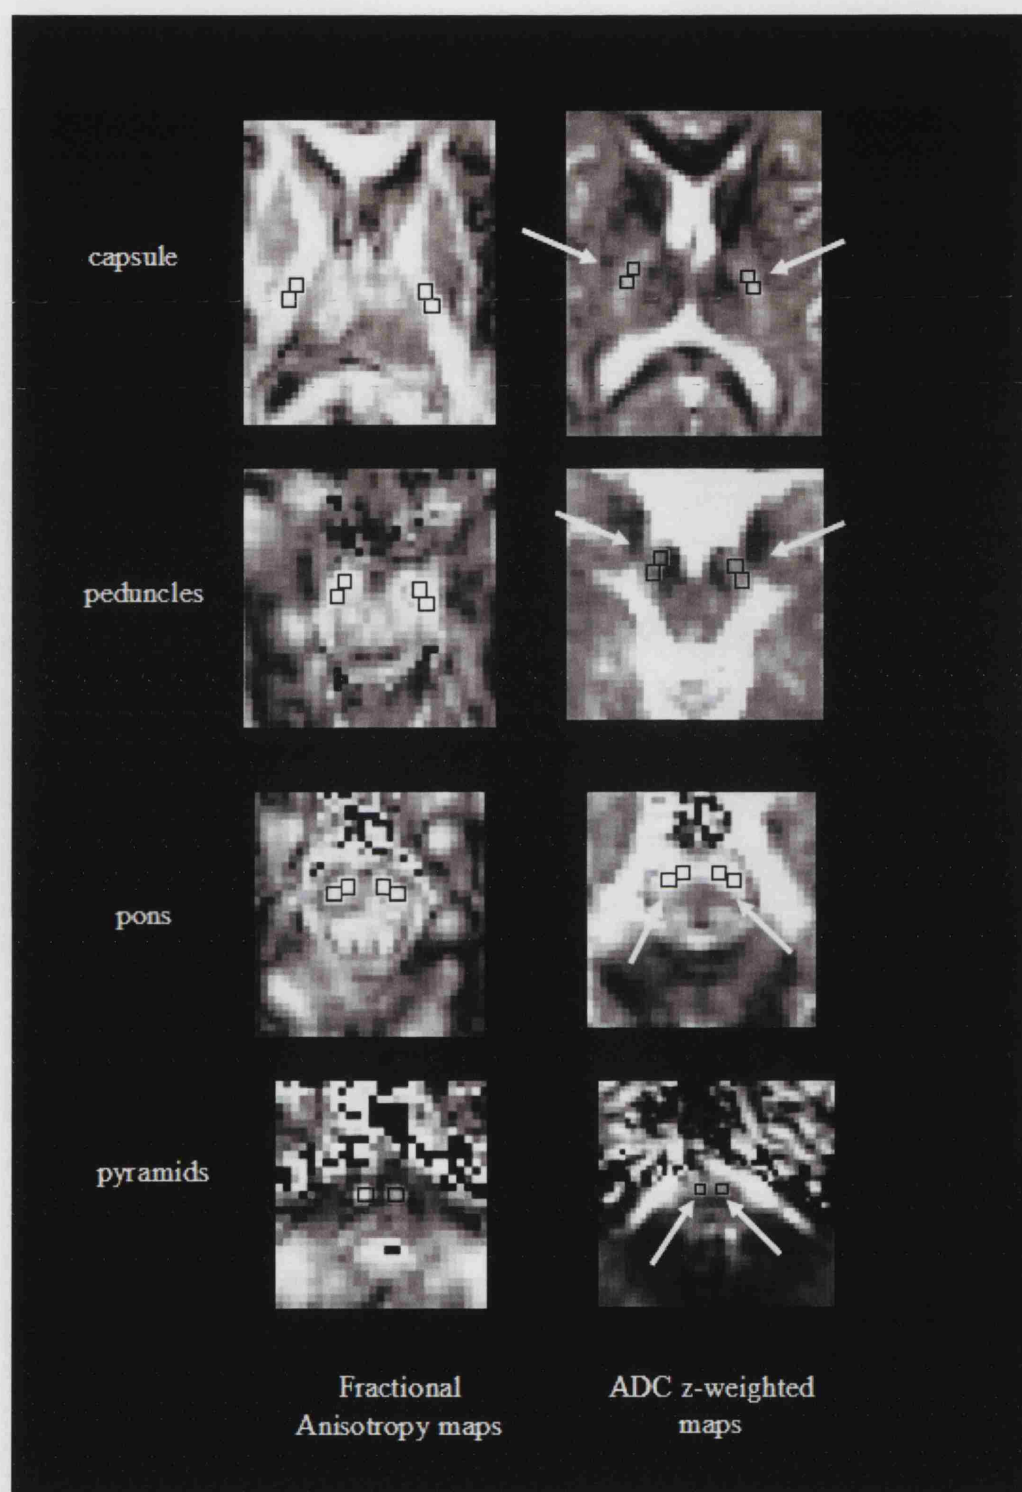 capsule
peduncles
pons
pyramids
Fractional
Anisotropy maps
ADC z-weighted
maps